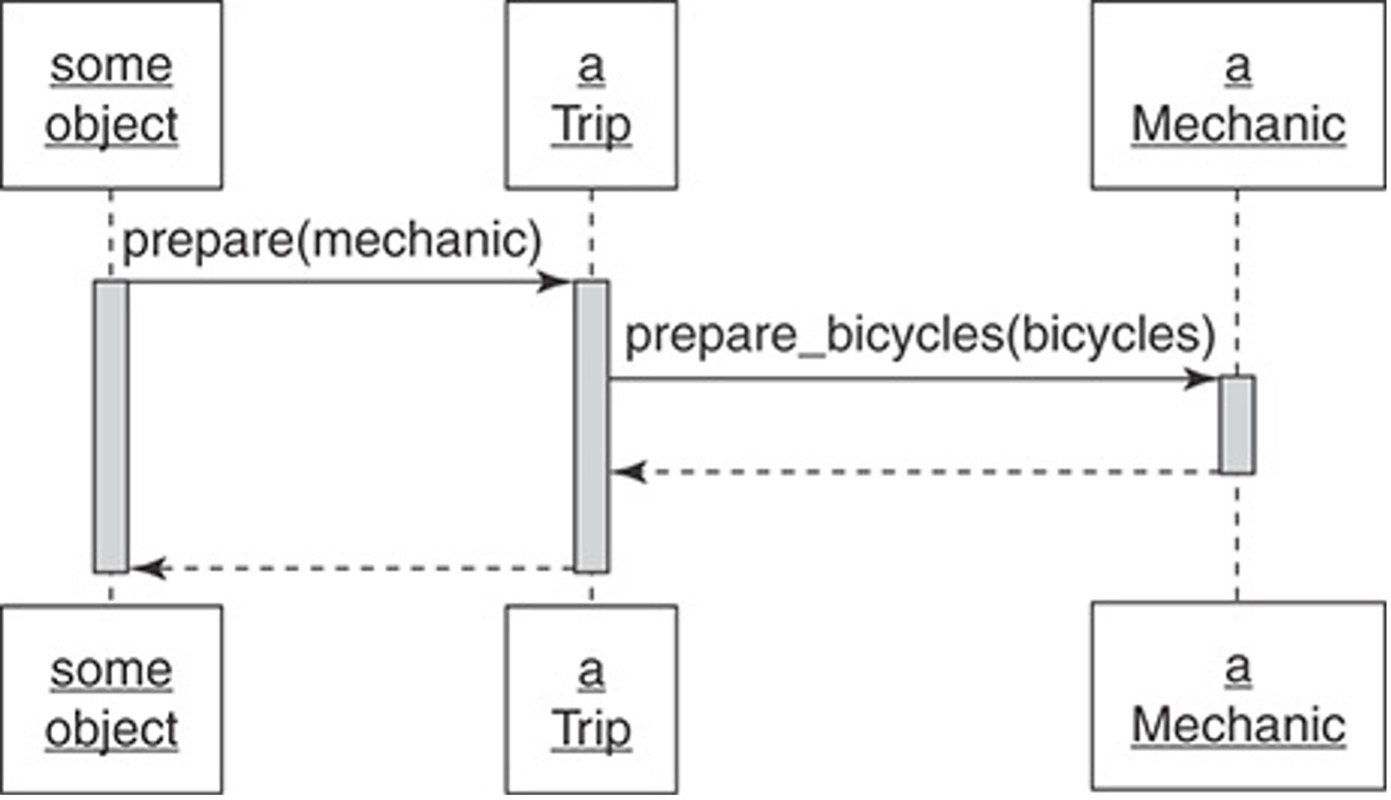 some
object
a
Trip
a
Mechanic
prepare(mechanic)
prepare_bicycles(bicycles)
some
object
a
Trip
a
Mechanic